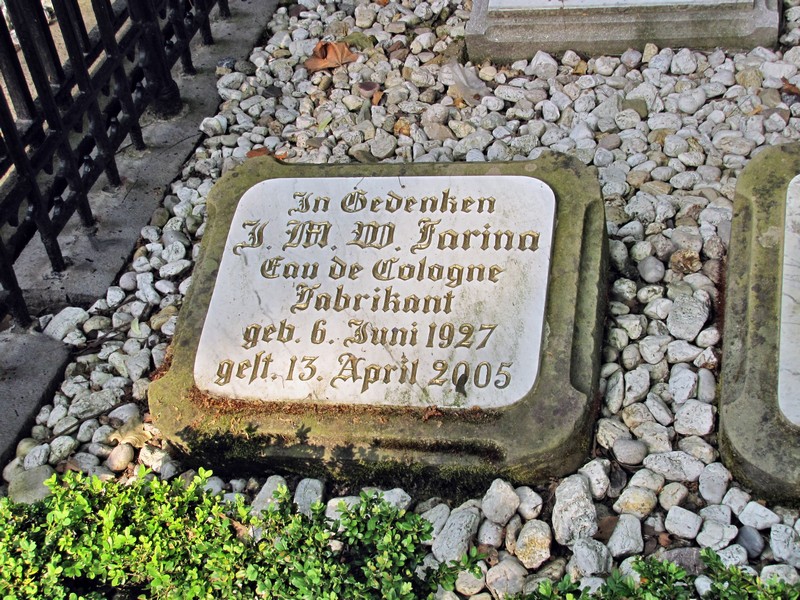 In Gedenken
J. M. W. Farina
Eau de Cologne
Fabrikant
geb. 6. Juni 1927
gest. 13. April 2005